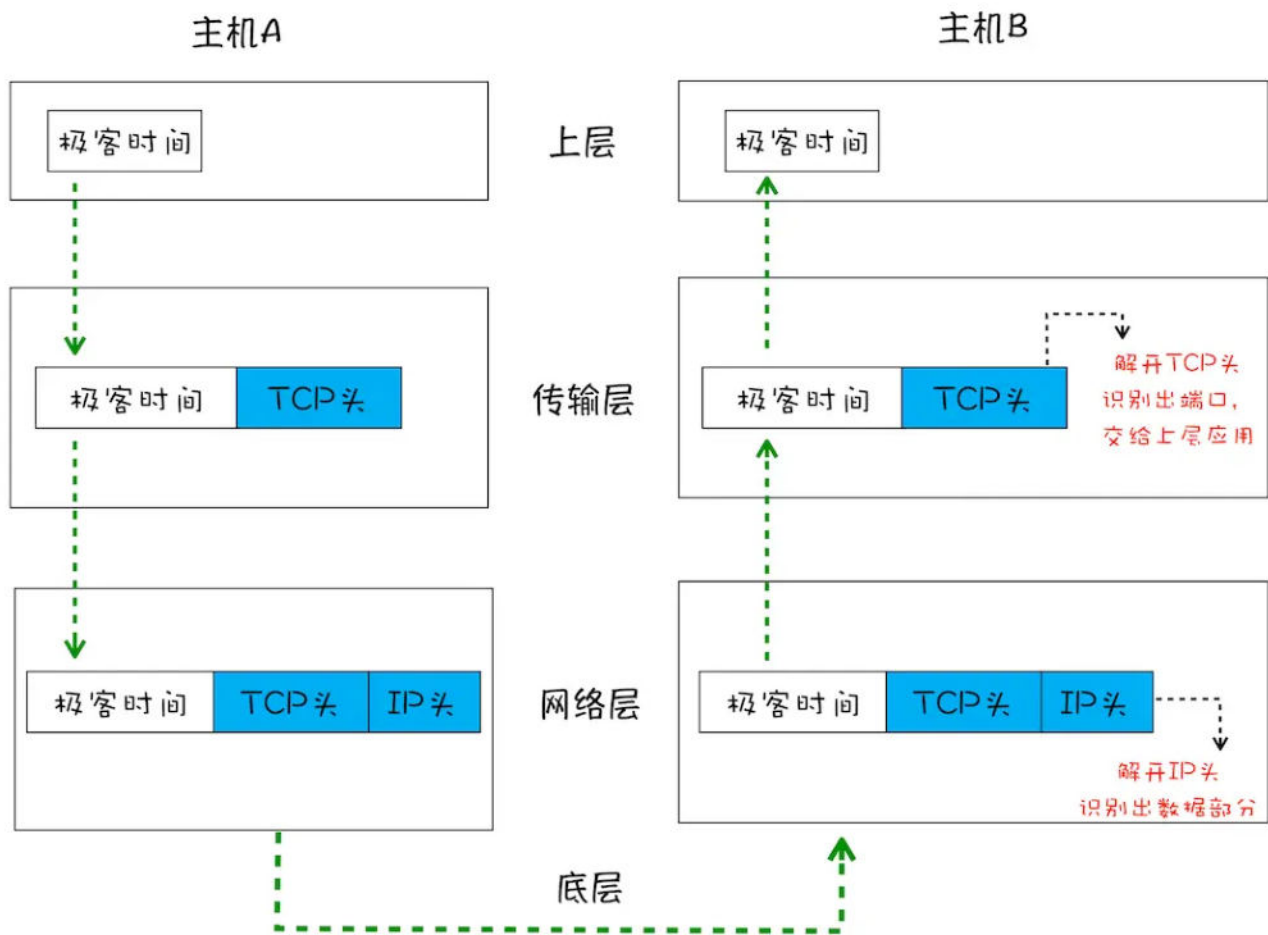 主机A
主机B
极客时间
上层
极客时间
极客时间
TCP头
传输层
极客时间
TCP头
解开TCP头
识别出端口,
交给上层应用
极客时间
TCP头
IP头
网络层
极客时间
TCP头
IP头
解开IP头
识别出数据部分
底层